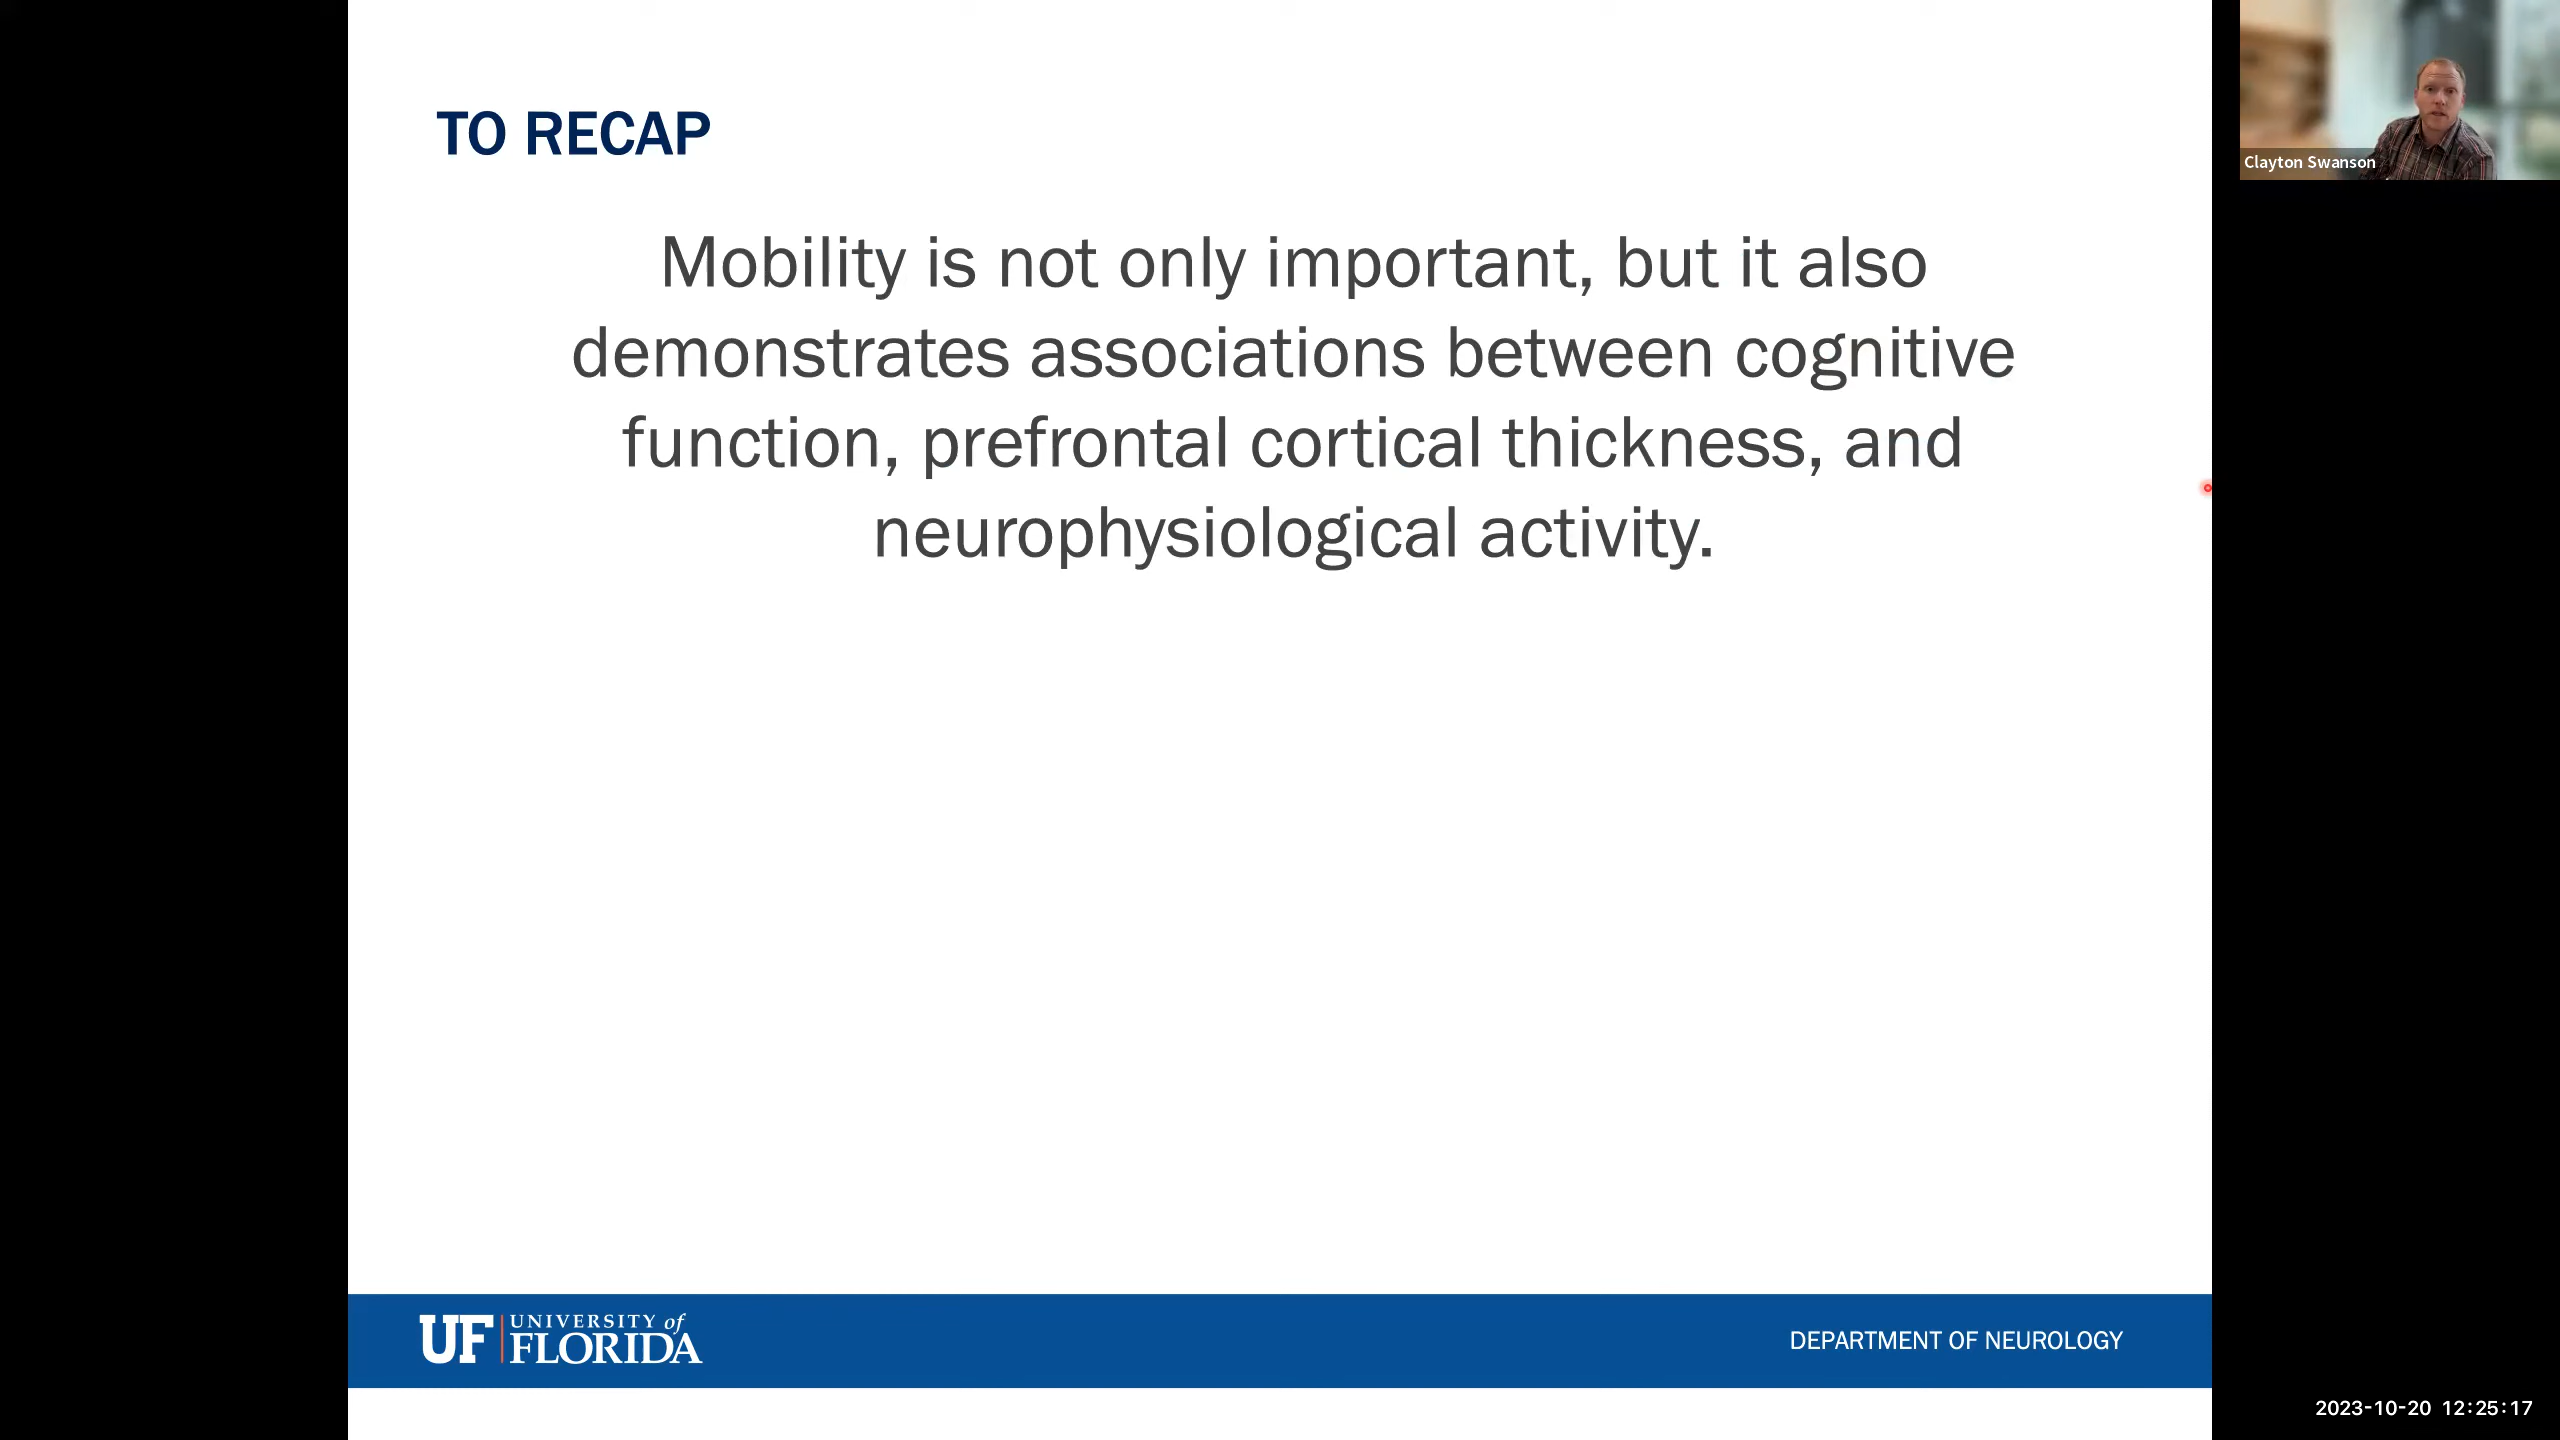 TO RECAP
Clayton Swanson
Mobility is not only important, but it also
demonstrates associations between cognitive
function, prefrontal cortical thickness, and
neurophysiological activity.
UF UNIVERSITY of
FLORIDA
DEPARTMENT OF NEUROLOGY
2023-10-20 12:25:17